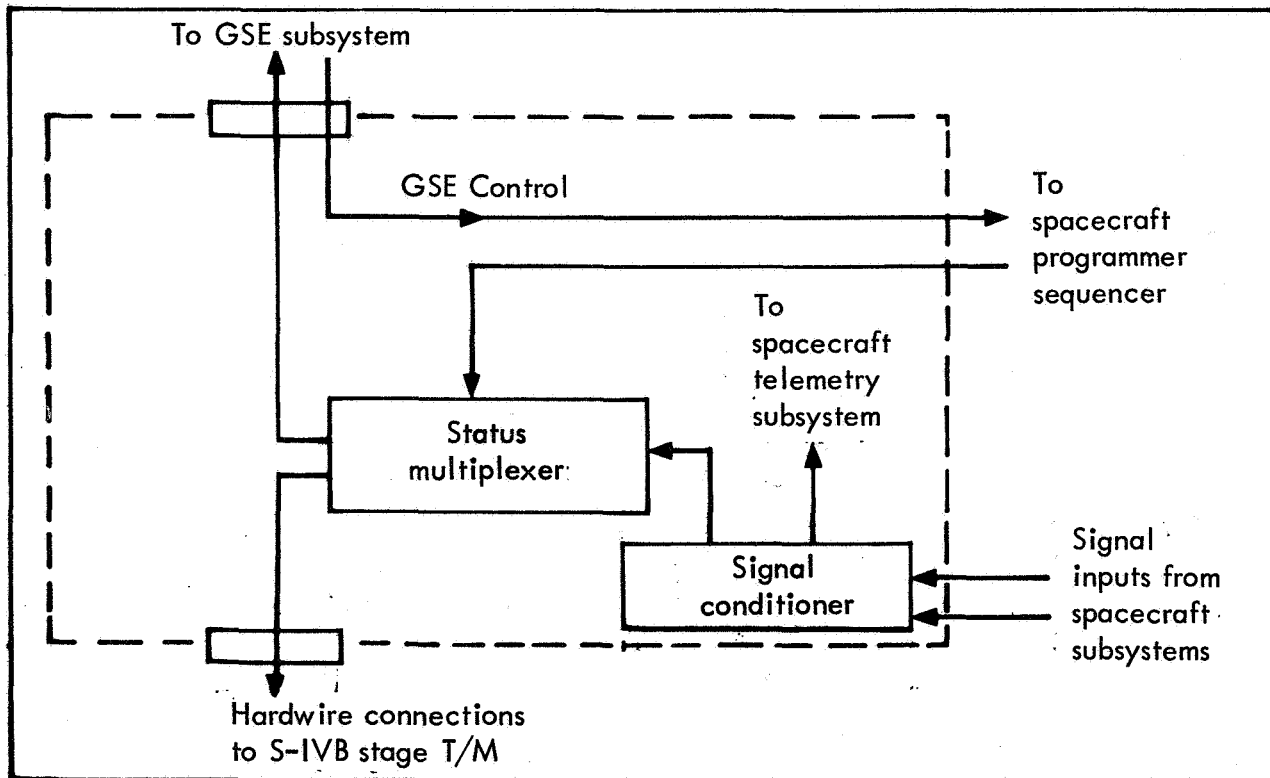 To GSE subsystem
GSE Control
To
spacecraft
programmer
sequencer
To
spacecraft
telemetry
subsystem
Status
multiplexer
Signal
conditioner
Signal
inputs from
spacecraft
subsystems
Hardwire connections
to S-IVB stage T/M